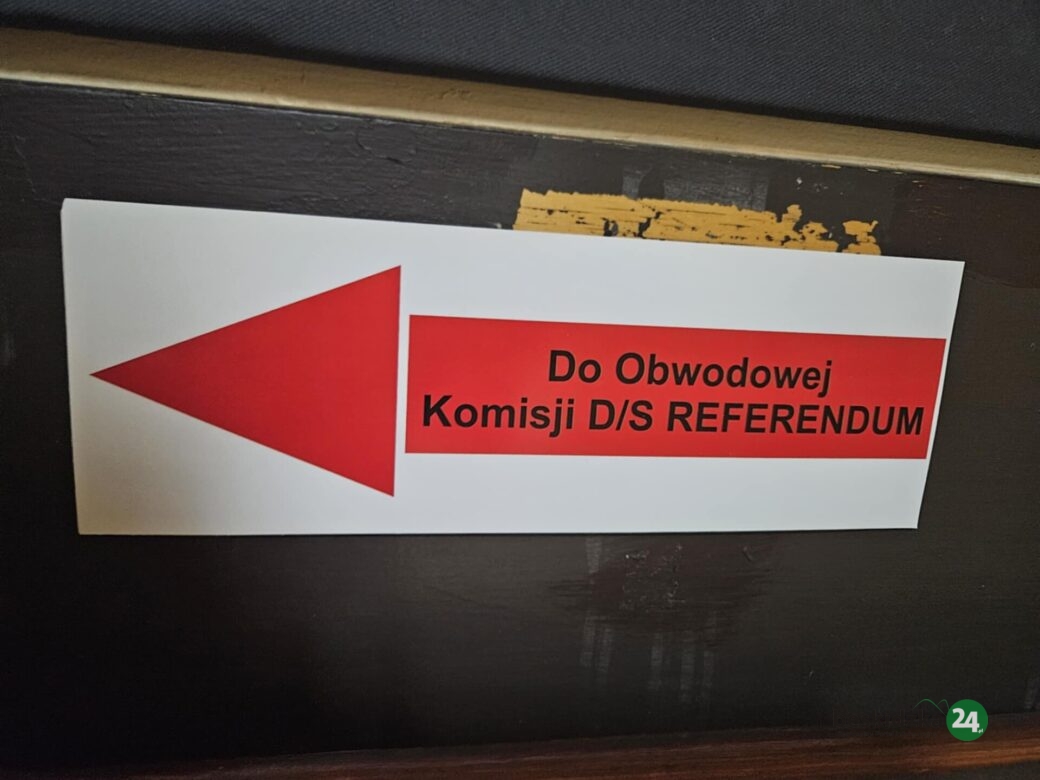 Do Obwodowej
Komisji D/S REFERENDUM
24